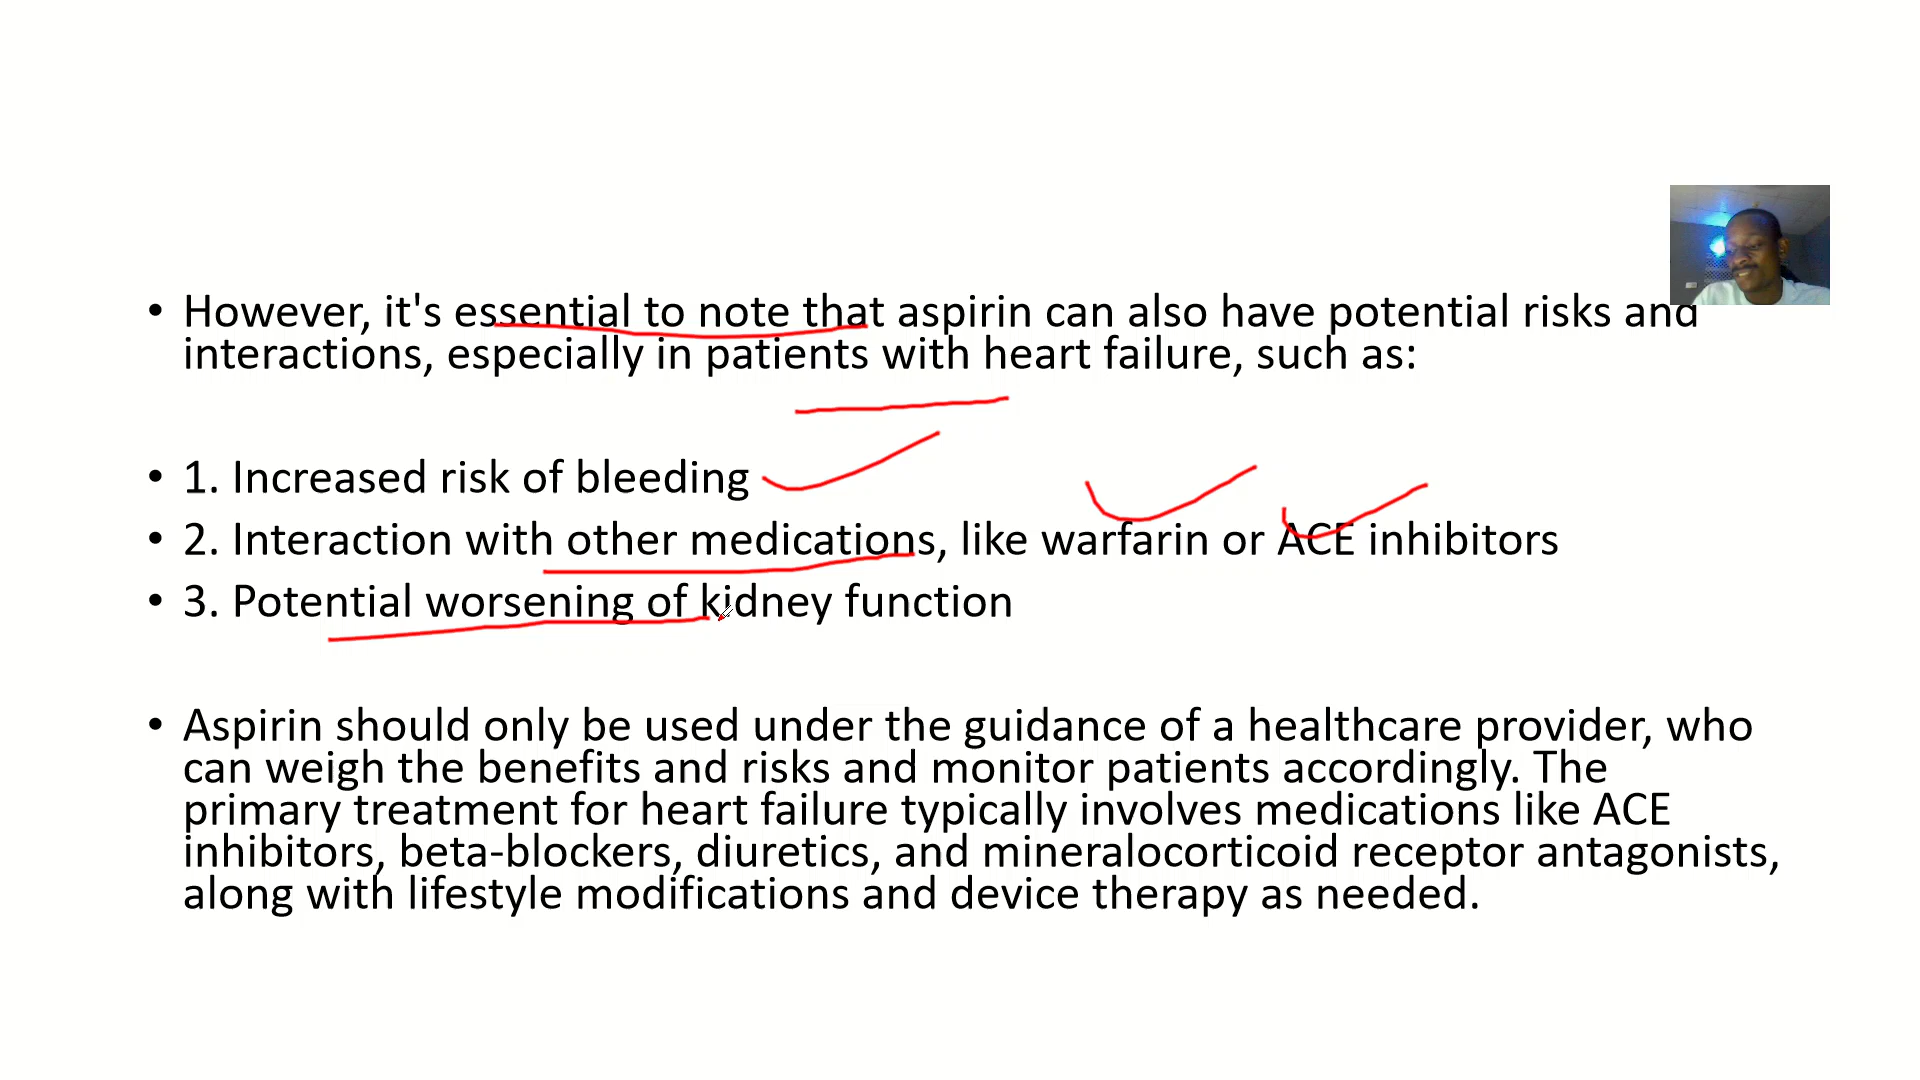 • However, it's essential to note that aspirin can also have potential risks and
interactions, especially in patients with heart failure, such as:
• 1. Increased risk of bleeding
• 2. Interaction with other medications, like warfarin or ACE inhibitors
• 3. Potential worsening of kidney function
• Aspirin should only be used under the guidance of a healthcare provider, who
can weigh the benefits and risks and monitor patients accordingly. The
primary treatment for heart failure typically involves medications like ACE
inhibitors, beta-blockers, diuretics, and mineralocorticoid receptor antagonists,
along with lifestyle modifications and device therapy as needed.